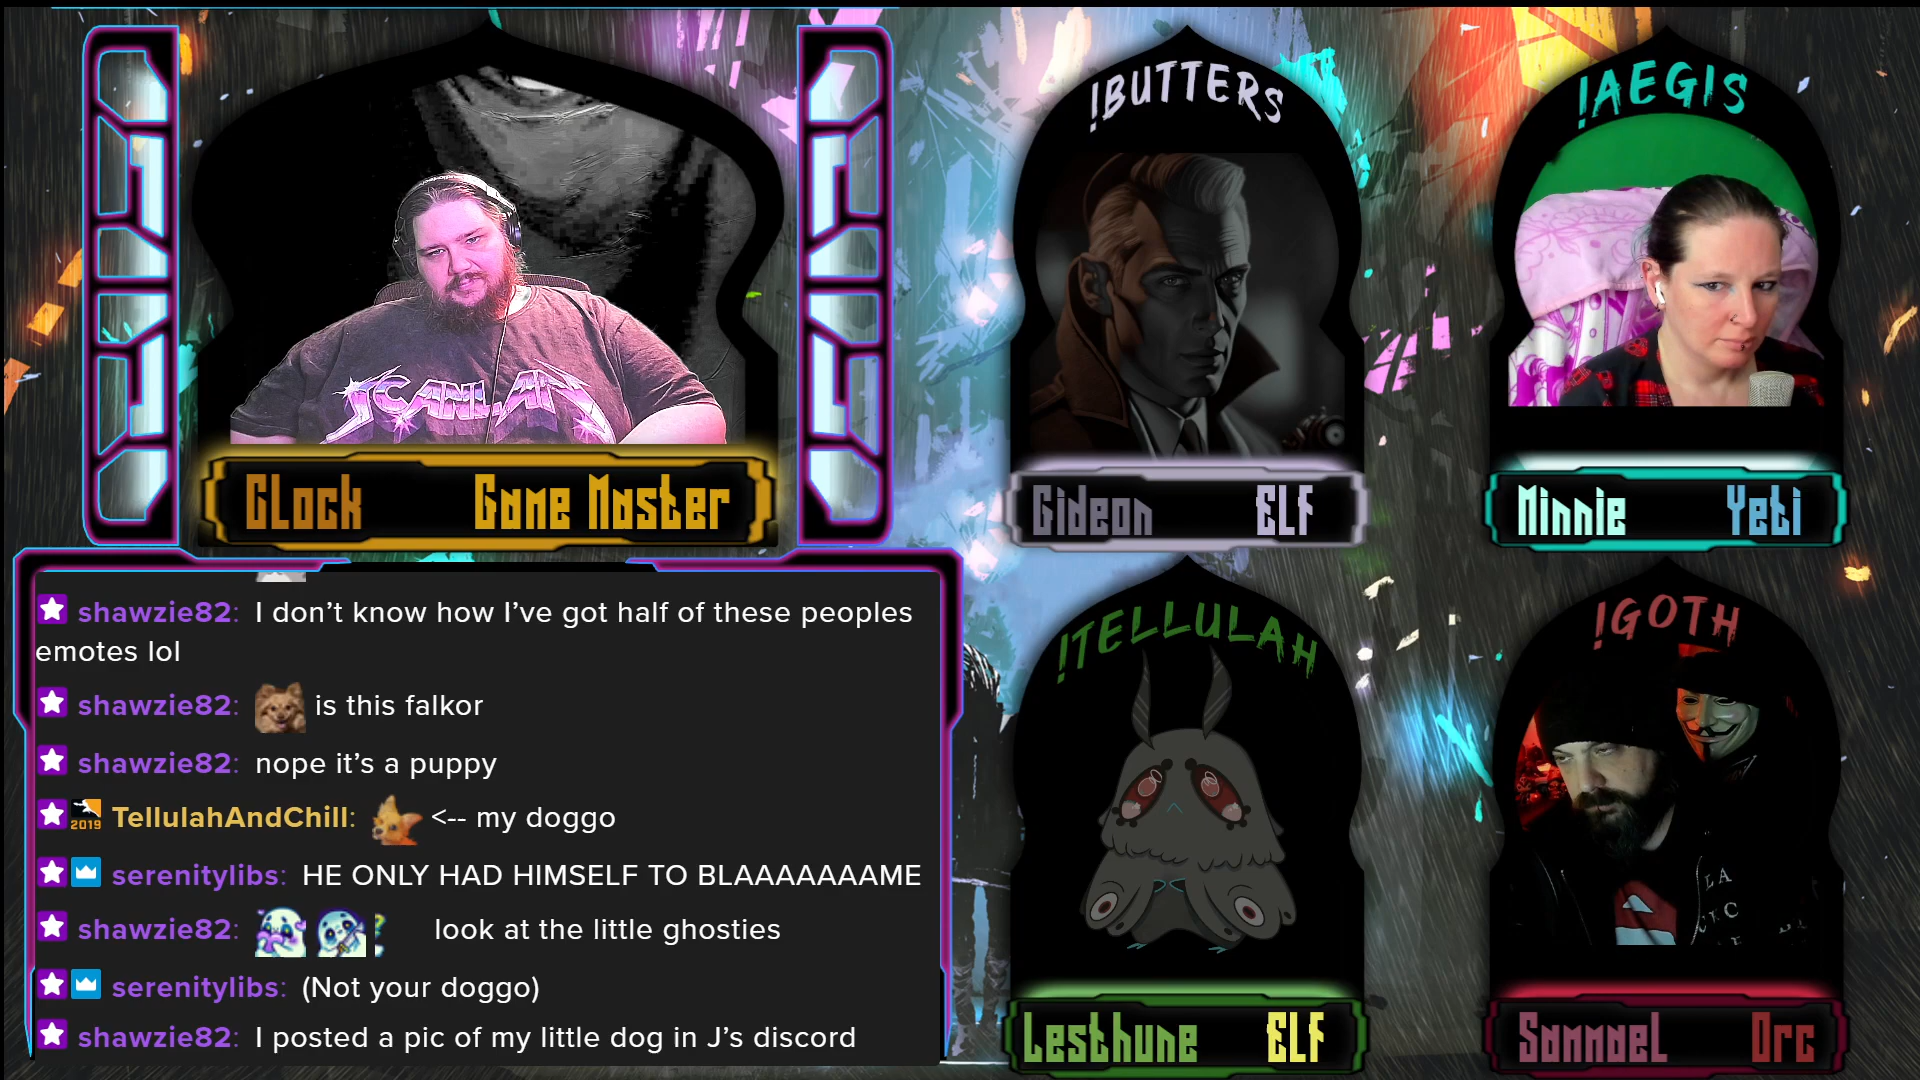 !BUTTERS
!AEGIS
SCANLAN
GLock Game Master
Gideon ELF
Minnie Yeti
shawzie82: I don’t know how I’ve got half of these peoples
emotes lol
shawzie82: is this falkor
shawzie82: nope it’s a puppy
2019 TellulahAndChill: <-- my doggo
serenitylibs: HE ONLY HAD HIMSELF TO BLAAAAAAAME
shawzie82: look at the little ghosties
serenitylibs: (Not your doggo)
shawzie82: I posted a pic of my little dog in J’s discord
!TELLULAH
!GOTH
Lesthune ELF
Sammael Orc